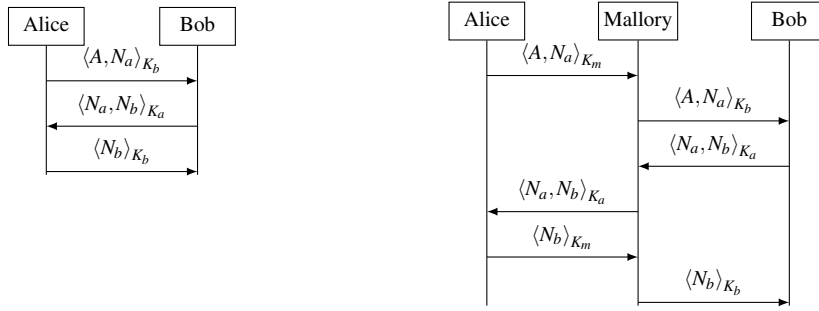 Alice Bob
⟨A, N_a⟩_{K_b}
⟨N_a, N_b⟩_{K_a}
⟨N_b⟩_{K_b}
Alice Mallory Bob
⟨A, N_a⟩_{K_m}
⟨A, N_a⟩_{K_b}
⟨N_a, N_b⟩_{K_a}
⟨N_a, N_b⟩_{K_a}
⟨N_b⟩_{K_m}
⟨N_b⟩_{K_b}